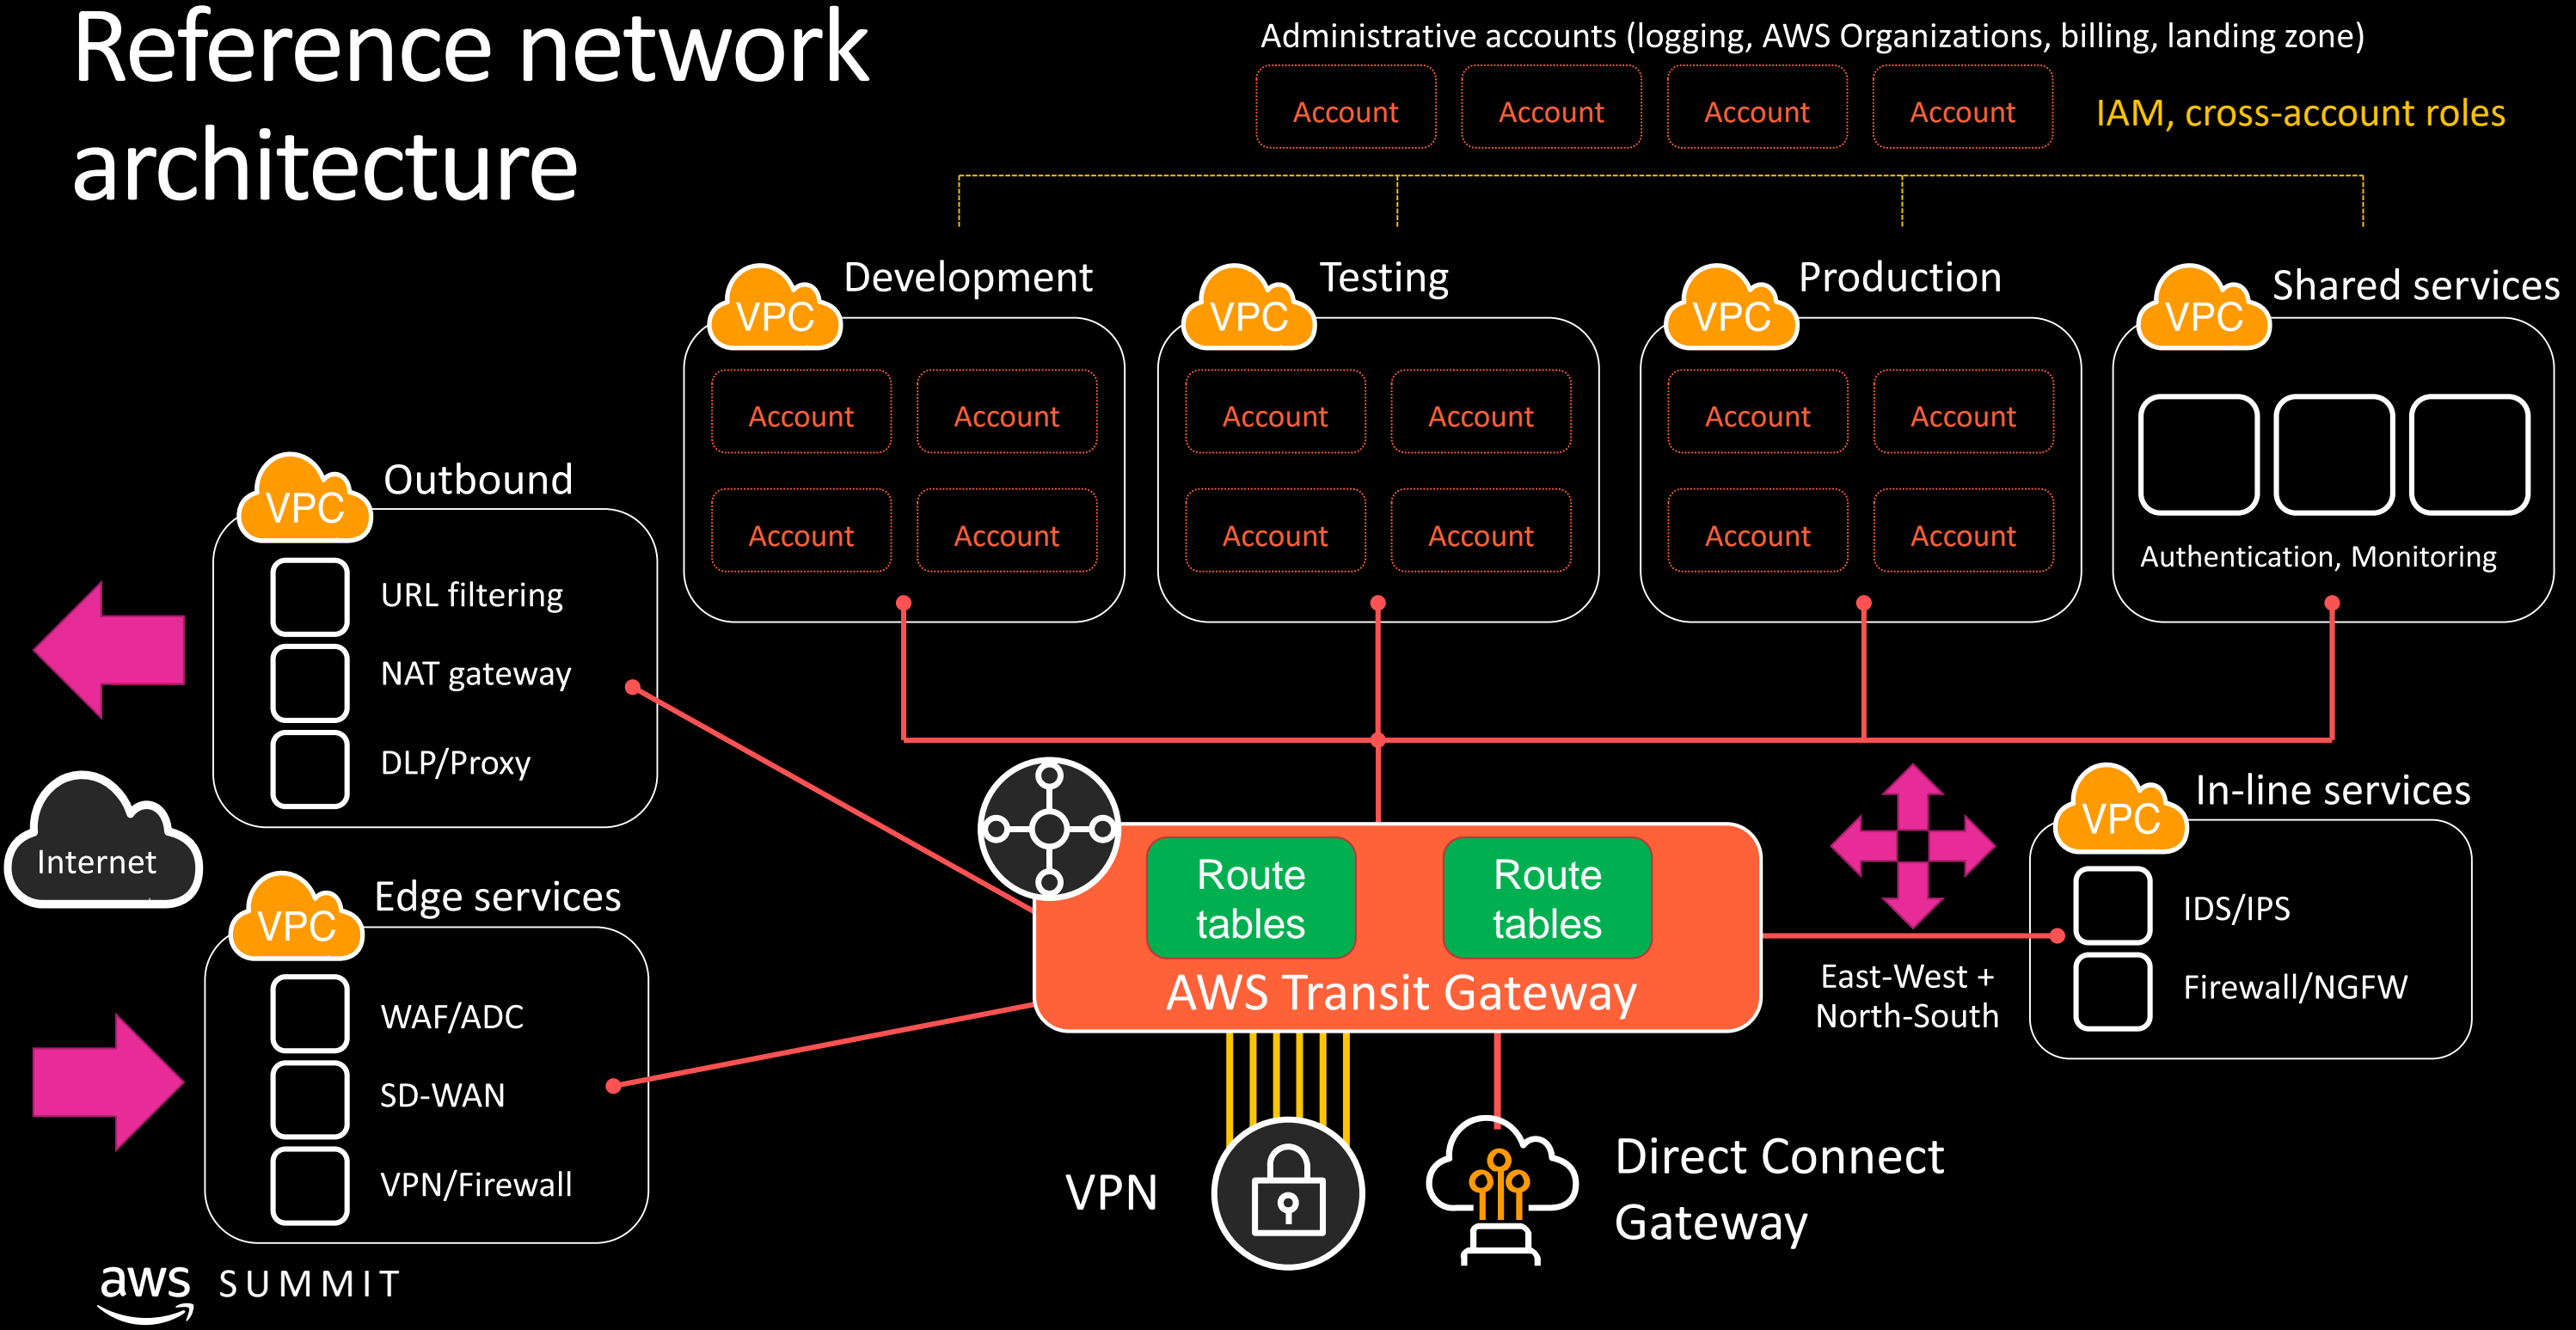 Reference network
architecture
Administrative accounts (logging, AWS Organizations, billing, landing zone)
Account
Account
Account
Account
IAM, cross-account roles
VPC
Development
Account
Account
Account
Account
VPC
Testing
Account
Account
Account
Account
VPC
Production
Account
Account
Account
Account
VPC
Shared services
Authentication, Monitoring
VPC
Outbound
URL filtering
NAT gateway
DLP/Proxy
Internet
VPC
Edge services
WAF/ADC
SD-WAN
VPN/Firewall
Route
tables
Route
tables
AWS Transit Gateway
East-West +
North-South
VPC
In-line services
IDS/IPS
Firewall/NGFW
VPN
Direct Connect
Gateway
aws SUMMIT